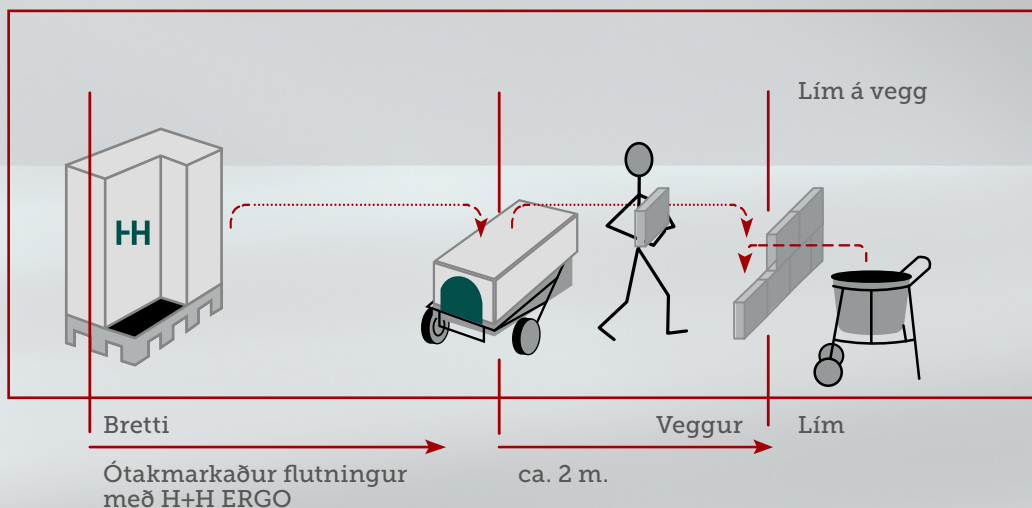 Lím á vegg
HH
Bretti
Veggur
Lím
Ótakmarkaður flutningur
með H+H ERGO
ca. 2 m.